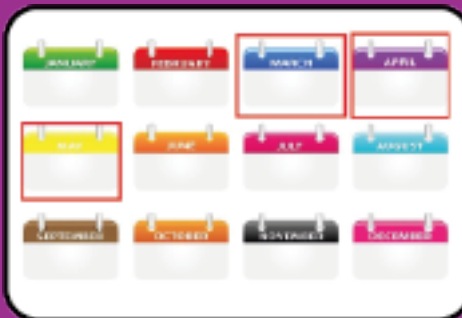 JANUARY FEBRUARY MARCH APRIL
MAY JUNE JULY AUGUST
SEPTEMBER OCTOBER NOVEMBER DECEMBER